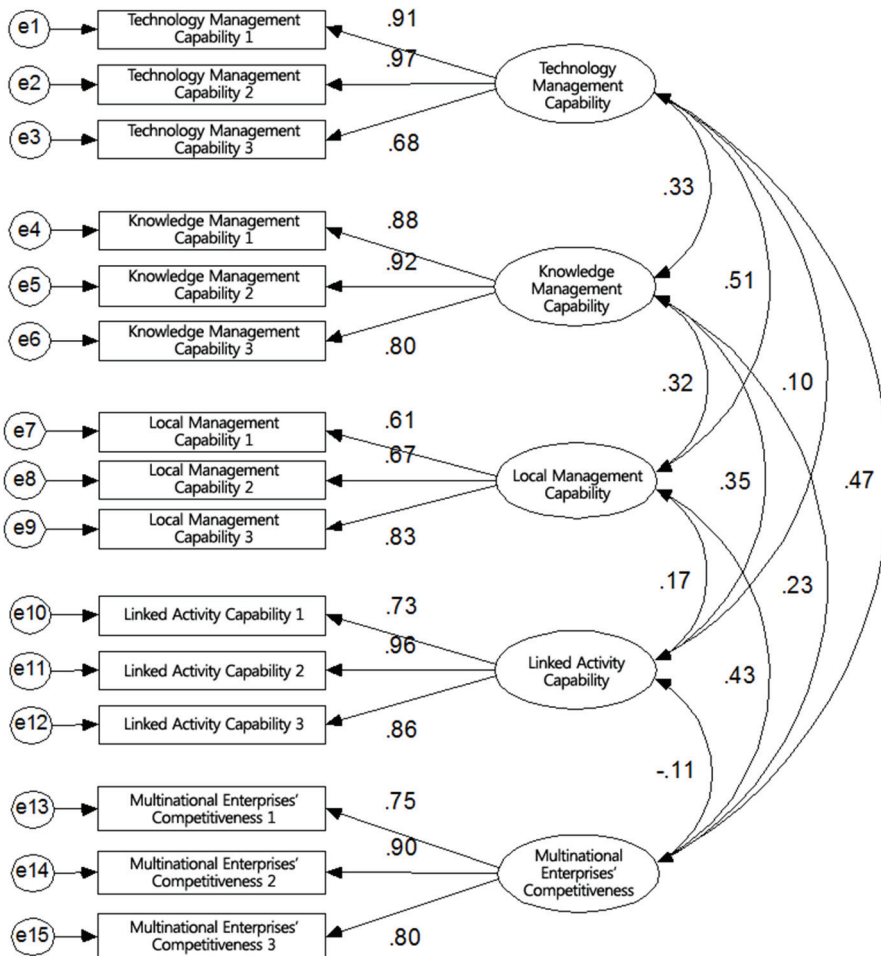 e1
Technology Management
Capability 1
.91
e2
Technology Management
Capability 2
.97
e3
Technology Management
Capability 3
.68
Technology
Management
Capability
.33
e4
Knowledge Management
Capability 1
.88
e5
Knowledge Management
Capability 2
.92
e6
Knowledge Management
Capability 3
.80
Knowledge
Management
Capability
.51
.32
.10
e7
Local Management
Capability 1
.61
e8
Local Management
Capability 2
.67
e9
Local Management
Capability 3
.83
Local Management
Capability
.35
.47
.17
.23
e10
Linked Activity Capability 1
.73
e11
Linked Activity Capability 2
.96
e12
Linked Activity Capability 3
.86
Linked Activity
Capability
.43
-.11
e13
Multinational Enterprises'
Competitiveness 1
.75
e14
Multinational Enterprises'
Competitiveness 2
.90
e15
Multinational Enterprises'
Competitiveness 3
.80
Multinational
Enterprises'
Competitiveness